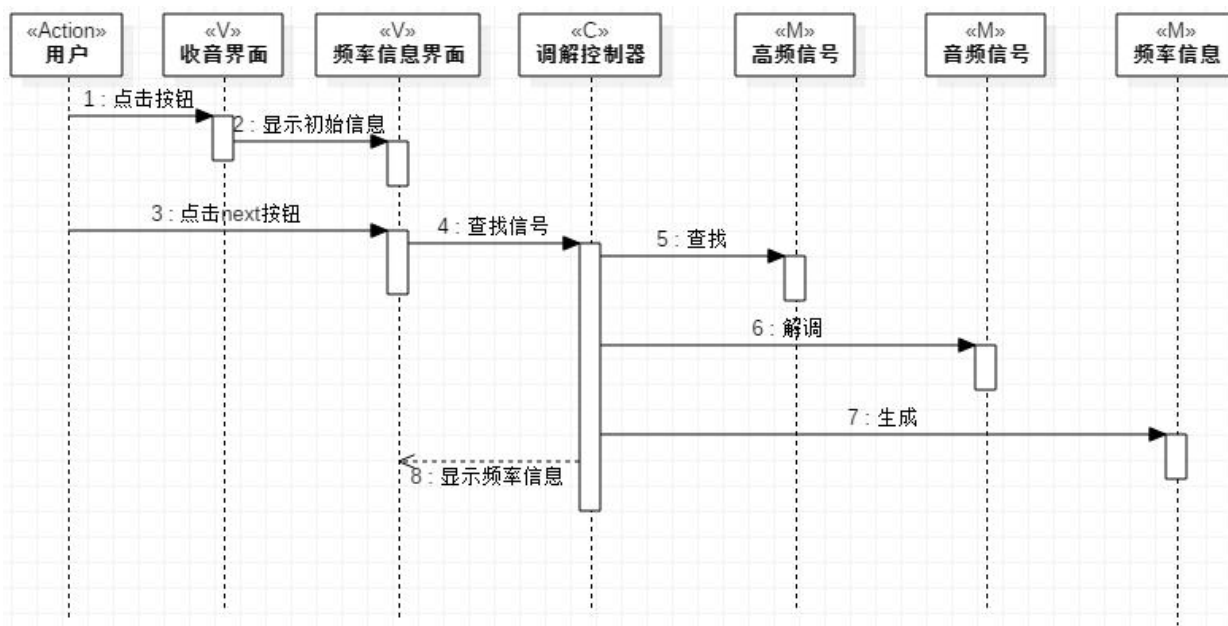 «Action»
用户
«V»
收音界面
«V»
频率信息界面
«C»
调解控制器
«M»
高频信号
«M»
音频信号
«M»
频率信息
1 : 点击按钮
2 : 显示初始信息
3 : 点击next按钮
4 : 查找信号
5 : 查找
6 : 解调
7 : 生成
8 : 显示频率信息